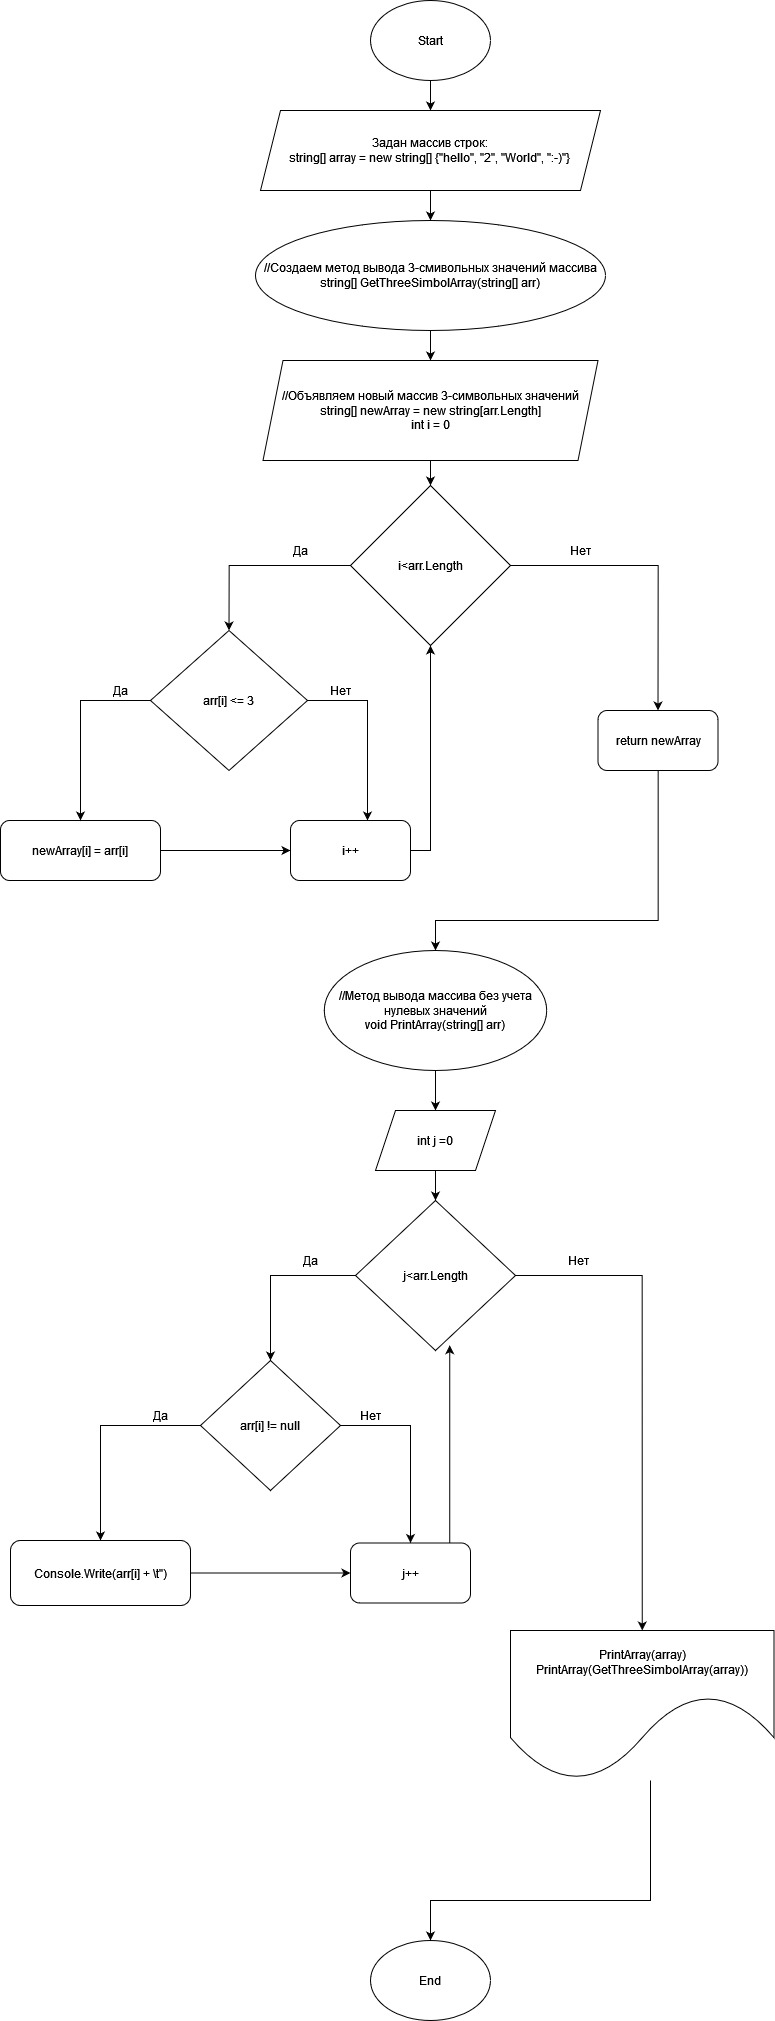 Start
Задан массив строк:
string[] array = new string[] {"hello", "2", "World", ":-)"}
//Создаем метод вывода 3-смивольных значений массива
string[] GetThreeSimbolArray(string[] arr)
//Объявляем новый массив 3-символьных значений
string[] newArray = new string[arr.Length]
int i = 0
Да
Нет
i<arr.Length
Да
Нет
arr[i] <= 3
return newArray
newArray[i] = arr[i]
i++
//Метод вывода массива без учета
нулевых значений
void PrintArray(string[] arr)
int j =0
Да
Нет
j<arr.Length
Да
Нет
arr[i] != null
Console.Write(arr[i] + \t")
j++
PrintArray(array)
PrintArray(GetThreeSimbolArray(array))
End